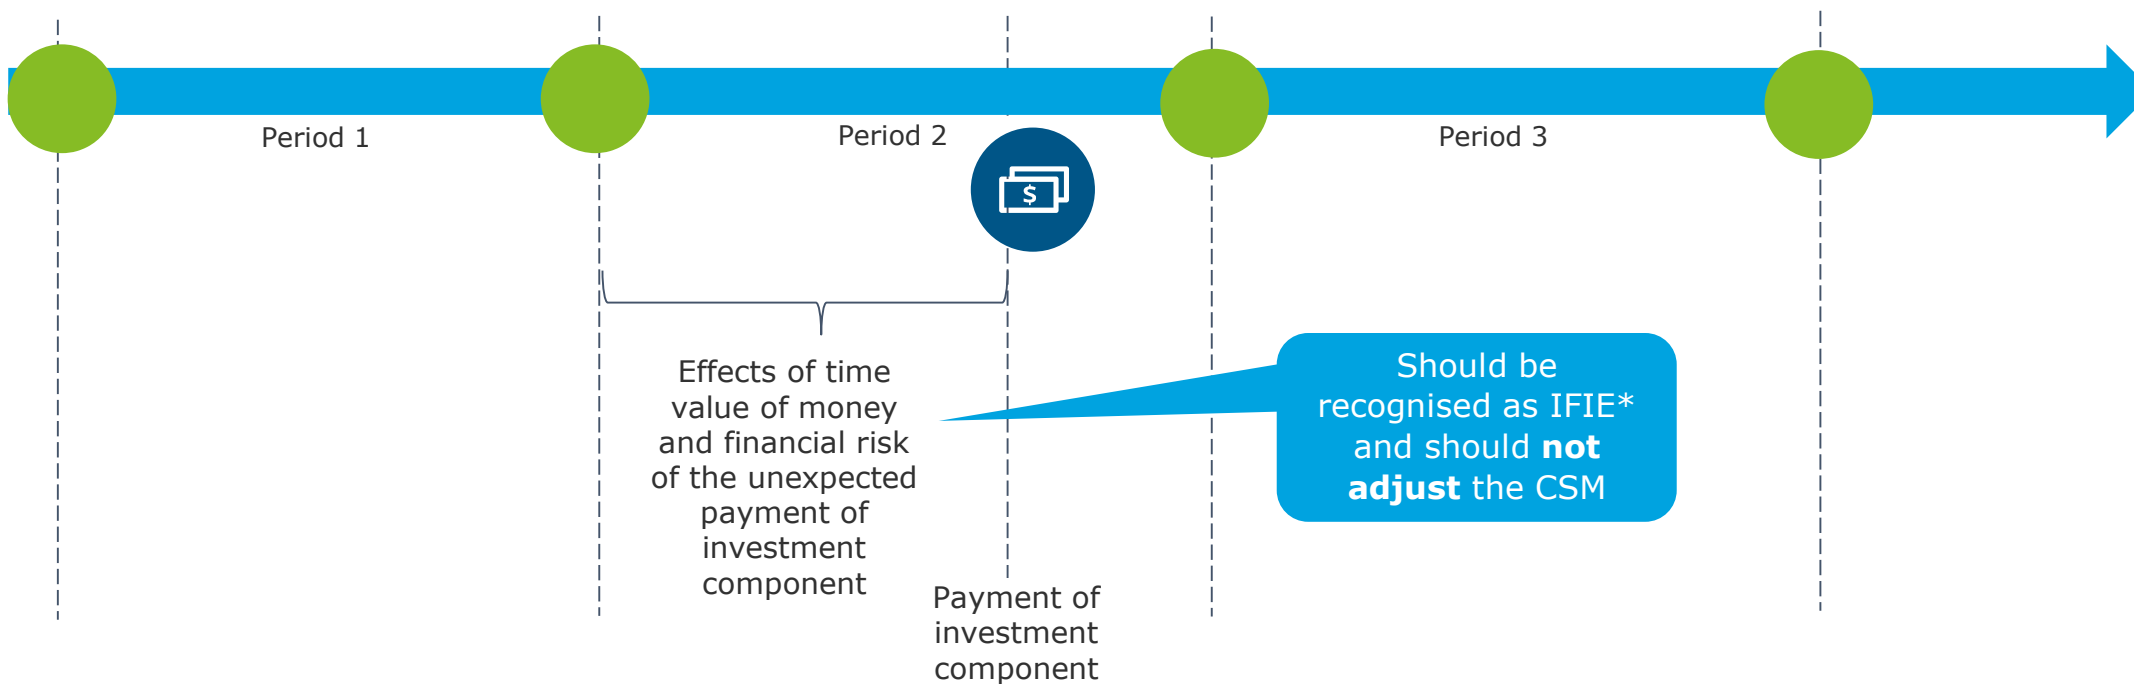 Period 1
Period 2
Period 3
$
Effects of time
value of money
and financial risk
of the unexpected
payment of
investment
component
Should be
recognised as IFIE*
and should not
adjust the CSM
Payment of
investment
component